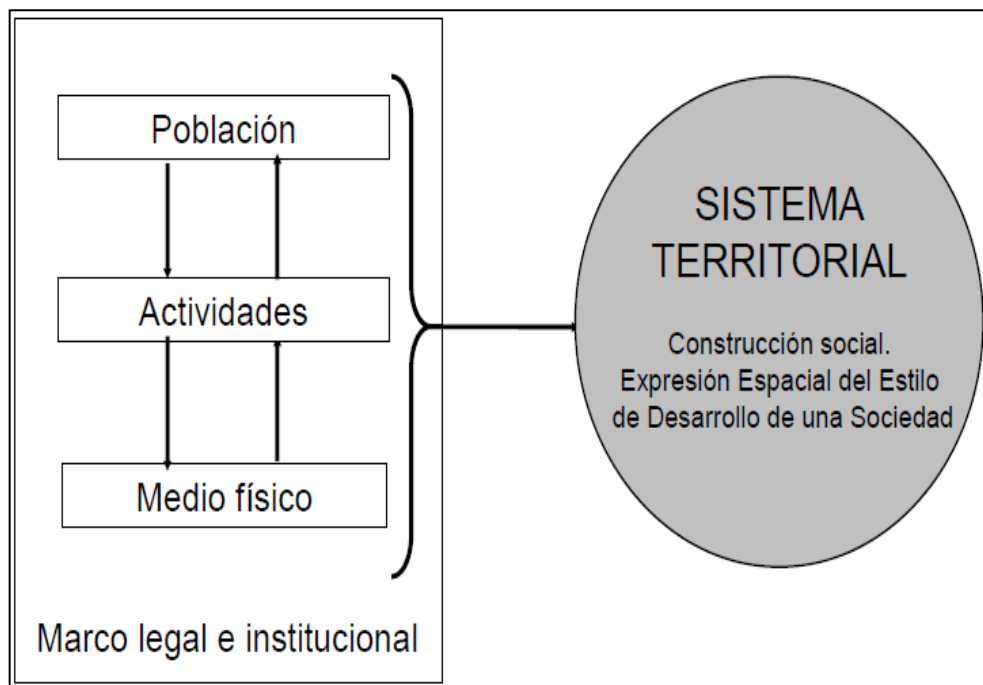 Población
Actividades
Medio físico
Marco legal e institucional
SISTEMA
TERRITORIAL
Construcción social.
Expresión Espacial del Estilo
de Desarrollo de una Sociedad